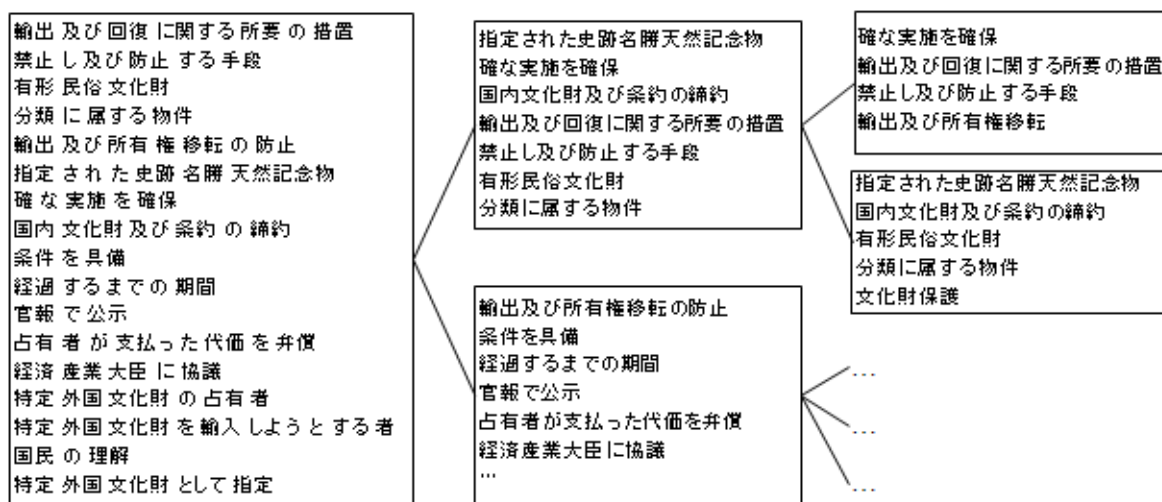 輸出及び回復に関する所要の措置
禁止し及び防止する手段
有形民俗文化財
分類に属する物件
輸出及び所有権移転の防止
指定された史跡名勝天然記念物
確な実施を確保
国内文化財及び条約の締約
条件を具備
経過するまでの期間
官報で公示
占有者が支払った代価を弁償
経済産業大臣に協議
特定外国文化財の占有者
特定外国文化財を輸入しようとする者
国民の理解
特定外国文化財として指定
指定された史跡名勝天然記念物
確な実施を確保
国内文化財及び条約の締約
輸出及び回復に関する所要の措置
禁止し及び防止する手段
有形民俗文化財
分類に属する物件
輸出及び所有権移転の防止
条件を具備
経過するまでの期間
官報で公示
占有者が支払った代価を弁償
経済産業大臣に協議
…
確な実施を確保
輸出及び回復に関する所要の措置
禁止し及び防止する手段
輸出及び所有権移転
指定された史跡名勝天然記念物
国内文化財及び条約の締約
有形民俗文化財
分類に属する物件
文化財保護
…
…
…